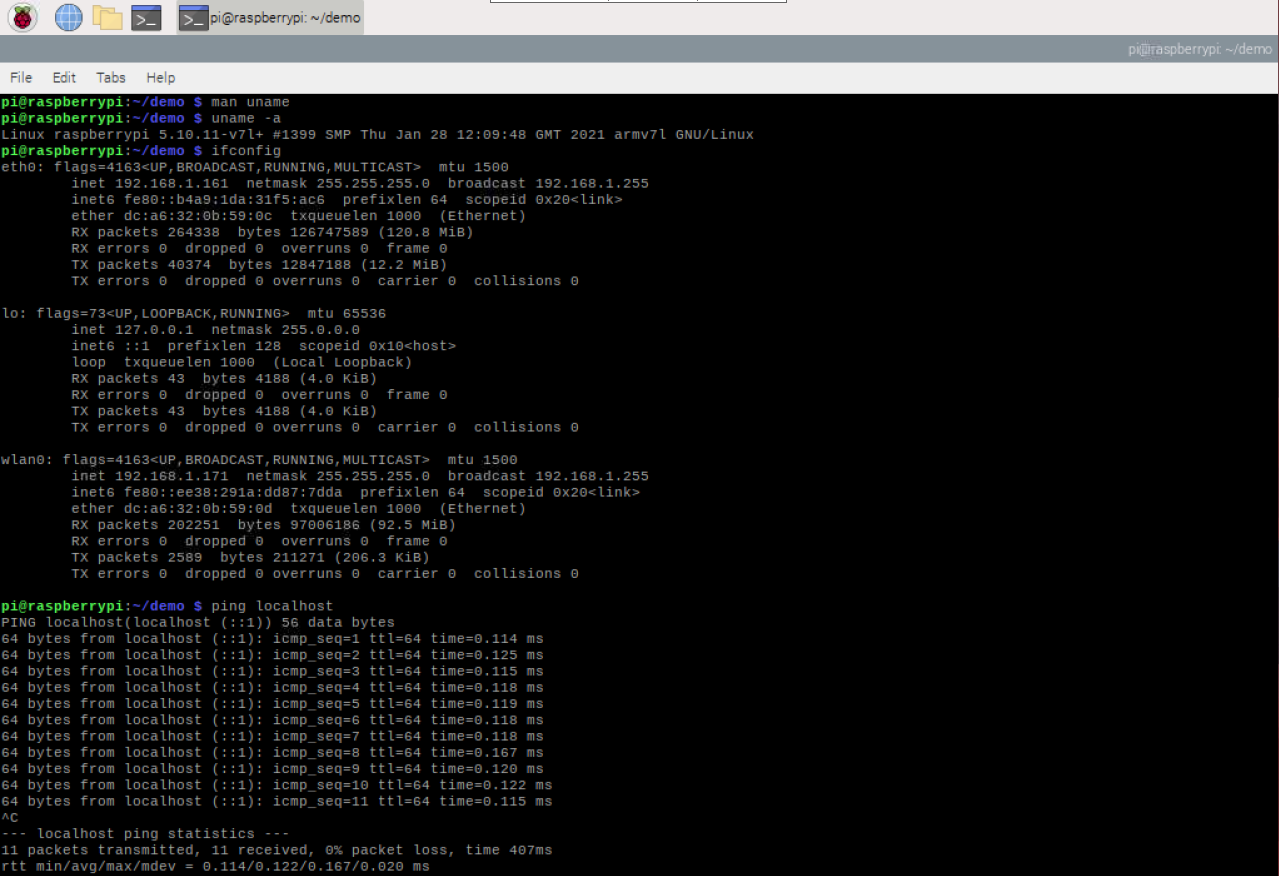 pi@raspberrypi: ~/demo
pi@raspberrypi: ~/demo
File Edit Tabs Help
pi@raspberrypi:~/demo $ man uname
pi@raspberrypi:~/demo $ uname -a
Linux raspberrypi 5.10.11-v7l+ #1399 SMP Thu Jan 28 12:09:48 GMT 2021 armv7l GNU/Linux
pi@raspberrypi:~/demo $ ifconfig
eth0: flags=4163<UP,BROADCAST,RUNNING,MULTICAST>  mtu 1500
        inet 192.168.1.161  netmask 255.255.255.0  broadcast 192.168.1.255
        inet6 fe80::b4a9:1da:31f5:ac6  prefixlen 64  scopeid 0x20<link>
        ether dc:a6:32:0b:59:0c  txqueuelen 1000  (Ethernet)
        RX packets 264338  bytes 126747589 (120.8 MiB)
        RX errors 0  dropped 0  overruns 0  frame 0
        TX packets 40374  bytes 12847188 (12.2 MiB)
        TX errors 0  dropped 0 overruns 0  carrier 0  collisions 0

lo: flags=73<UP,LOOPBACK,RUNNING>  mtu 65536
        inet 127.0.0.1  netmask 255.0.0.0
        inet6 ::1  prefixlen 128  scopeid 0x10<host>
        loop  txqueuelen 1000  (Local Loopback)
        RX packets 43  bytes 4188 (4.0 KiB)
        RX errors 0  dropped 0  overruns 0  frame 0
        TX packets 43  bytes 4188 (4.0 KiB)
        TX errors 0  dropped 0 overruns 0  carrier 0  collisions 0

wlan0: flags=4163<UP,BROADCAST,RUNNING,MULTICAST>  mtu 1500
        inet 192.168.1.171  netmask 255.255.255.0  broadcast 192.168.1.255
        inet6 fe80::ee38:291a:dd87:7dda  prefixlen 64  scopeid 0x20<link>
        ether dc:a6:32:0b:59:0d  txqueuelen 1000  (Ethernet)
        RX packets 202251  bytes 97006186 (92.5 MiB)
        RX errors 0  dropped 0  overruns 0  frame 0
        TX packets 2589  bytes 211271 (206.3 KiB)
        TX errors 0  dropped 0 overruns 0  carrier 0  collisions 0

pi@raspberrypi:~/demo $ ping localhost
PING localhost(localhost (::1)) 56 data bytes
64 bytes from localhost (::1): icmp_seq=1 ttl=64 time=0.114 ms
64 bytes from localhost (::1): icmp_seq=2 ttl=64 time=0.125 ms
64 bytes from localhost (::1): icmp_seq=3 ttl=64 time=0.115 ms
64 bytes from localhost (::1): icmp_seq=4 ttl=64 time=0.118 ms
64 bytes from localhost (::1): icmp_seq=5 ttl=64 time=0.119 ms
64 bytes from localhost (::1): icmp_seq=6 ttl=64 time=0.118 ms
64 bytes from localhost (::1): icmp_seq=7 ttl=64 time=0.118 ms
64 bytes from localhost (::1): icmp_seq=8 ttl=64 time=0.167 ms
64 bytes from localhost (::1): icmp_seq=9 ttl=64 time=0.120 ms
64 bytes from localhost (::1): icmp_seq=10 ttl=64 time=0.122 ms
64 bytes from localhost (::1): icmp_seq=11 ttl=64 time=0.115 ms
^C
--- localhost ping statistics ---
11 packets transmitted, 11 received, 0% packet loss, time 407ms
rtt min/avg/max/mdev = 0.114/0.122/0.167/0.020 ms